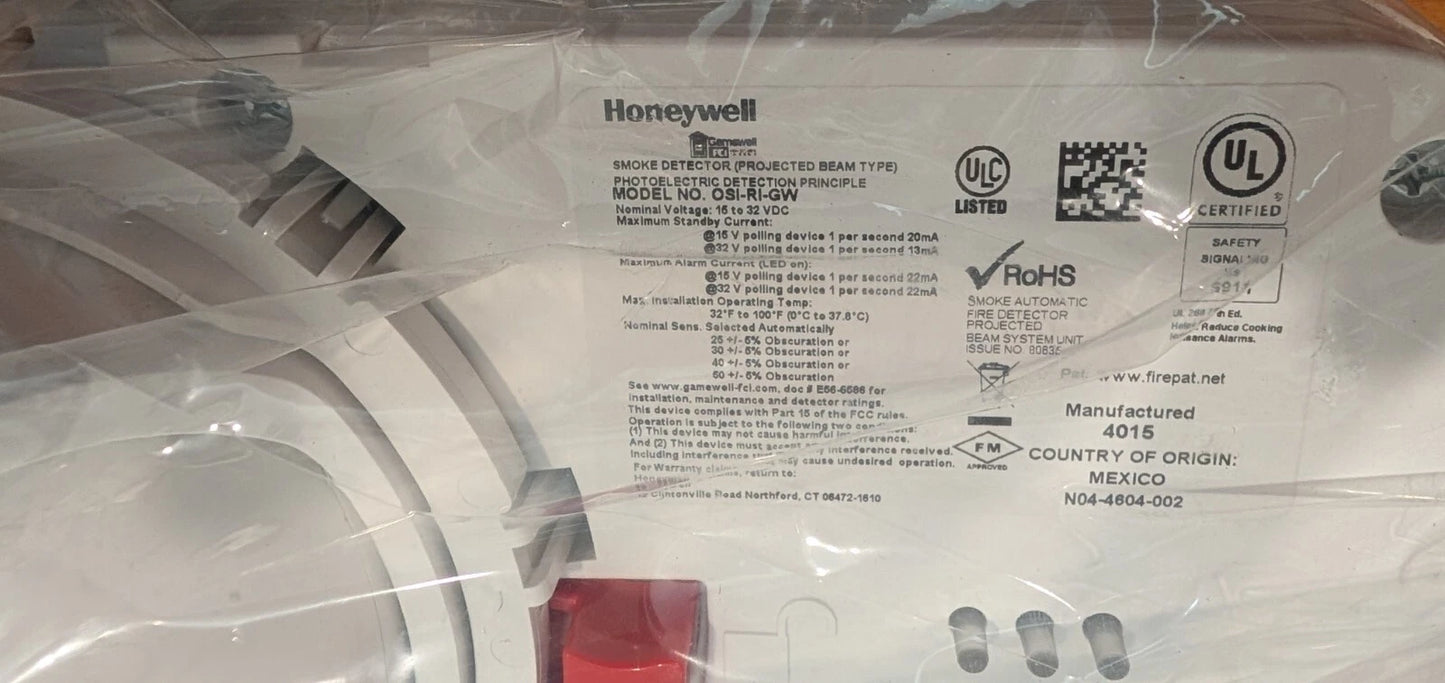 Honeywell
Gamewell
FCI
SMOKE DETECTOR (PROJECTED BEAM TYPE)
PHOTOELECTRIC DETECTION PRINCIPLE
MODEL NO. OSI-RI-GW
Nominal Voltage: 15 to 32 VDC
Maximum Standby Current:
@15 V polling device 1 per second 20mA
@32 V polling device 1 per second 13mA
Maximum Alarm Current (LED on):
@15 V polling device 1 per second 22mA
@32 V polling device 1 per second 22mA
Max. Installation Operating Temp:
32°F to 100°F (0°C to 37.8°C)
Nominal Sens. Selected Automatically
25 +/-5% Obscuration or
30 +/-5% Obscuration or
40 +/-5% Obscuration or
50 +/-5% Obscuration
See www.gamewell-fci.com, doc # E56-6586 for
installation, maintenance and detector ratings.
This device complies with Part 15 of the FCC rules.
Operation is subject to the following two
(1) This device may not cause harmful
And (2) This device must accept any interference received.
Including interference that may cause undesired operation.
For Warranty claims, return to:
Honeywell
Clintonville Road Northford, CT 06472-1610
ULC
LISTED
RoHS
SMOKE AUTOMATIC
FIRE DETECTOR
PROJECTED
BEAM SYSTEM UNIT
ISSUE NO
FM
APPROVED
UL
®
CERTIFIED
SAFETY
UL 268 Ed.
Helps Reduce Cooking
Nuisance Alarms.
Pat. www.firepat.net
Manufactured
4015
COUNTRY OF ORIGIN:
MEXICO
N04-4604-002